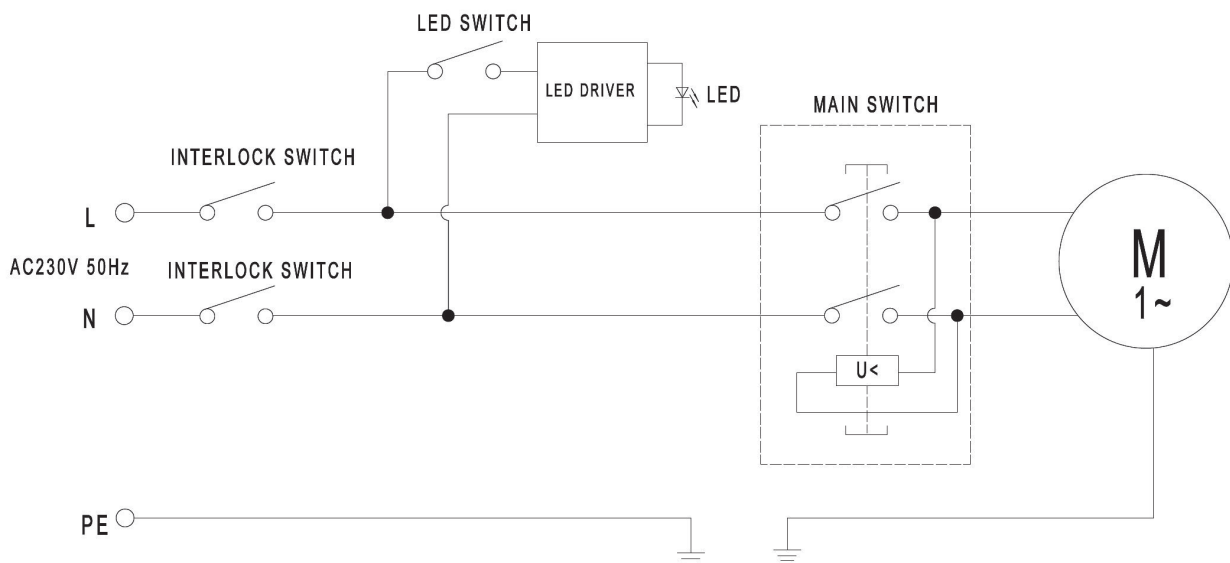 LED SWITCH
LED DRIVER
LED
MAIN SWITCH
INTERLOCK SWITCH
L
AC230V 50Hz
INTERLOCK SWITCH
N
M
1~
U<
PE